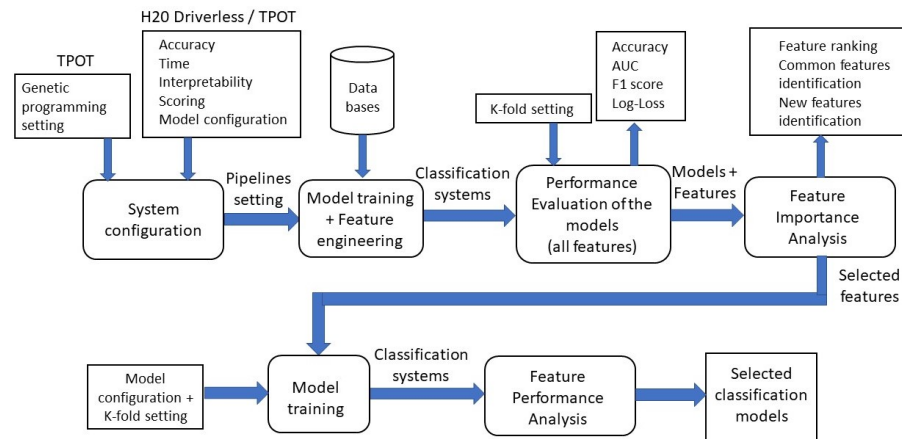 H20 Driverless / TPOT
TPOT
Genetic
programming
setting
Accuracy
Time
Interpretability
Scoring
Model configuration
Data
bases
K-fold setting
Accuracy
AUC
F1 score
Log-Loss
Feature ranking
Common features
identification
New features
identification
System
configuration
Pipelines
setting
Model training
+ Feature
engineering
Classification
systems
Performance
Evaluation of the
models
(all features)
Models +
Features
Feature
Importance
Analysis
Selected
features
Model
configuration +
K-fold setting
Model
training
Classification
systems
Feature
Performance
Analysis
Selected
classification
models